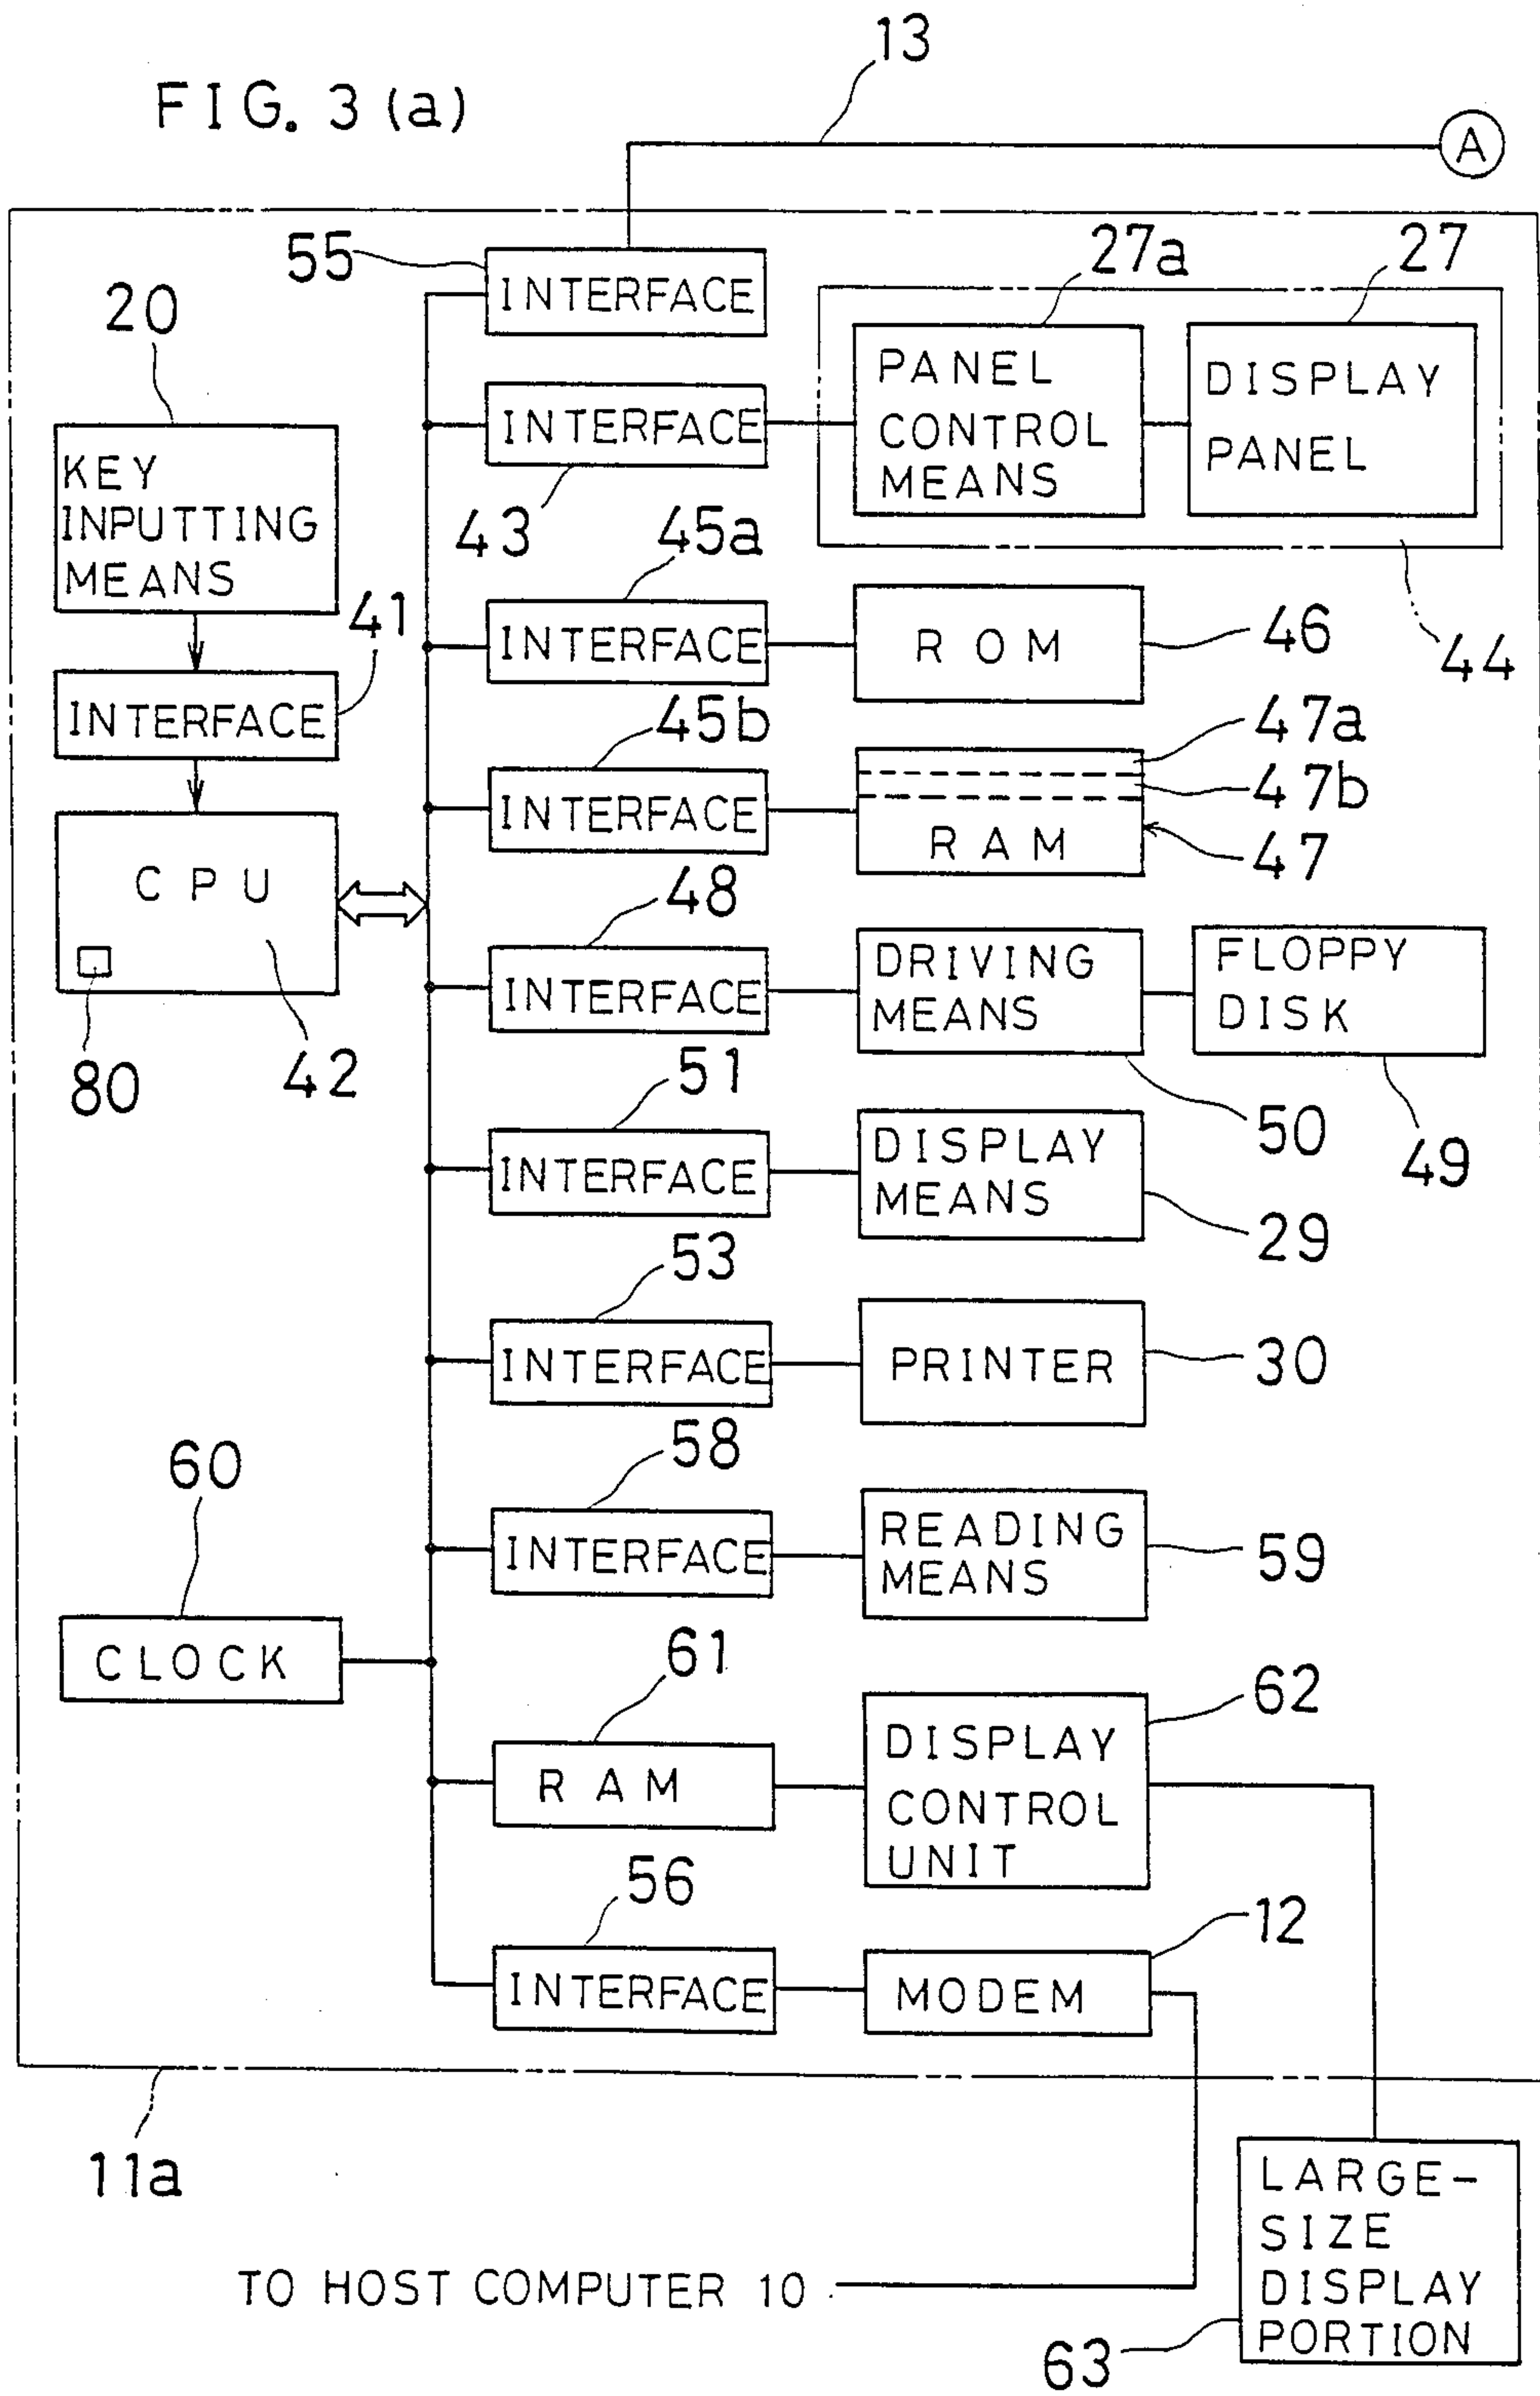 13
FIG. 3 (a)
A
55
INTERFACE
27a
27
20
PANEL
CONTROL
MEANS
DISPLAY
PANEL
INTERFACE
43
KEY
INPUTTING
MEANS
45a
41
INTERFACE
ROM
46
44
INTERFACE
45b
47a
47b
INTERFACE
RAM
47
CPU
48
80
42
INTERFACE
DRIVING
MEANS
FLOPPY
DISK
51
50
49
INTERFACE
DISPLAY
MEANS
29
53
INTERFACE
PRINTER
30
58
60
INTERFACE
READING
MEANS
59
CLOCK
61
62
RAM
DISPLAY
CONTROL
UNIT
56
12
INTERFACE
MODEM
11a
LARGE-
SIZE
DISPLAY
PORTION
TO HOST COMPUTER 10
63